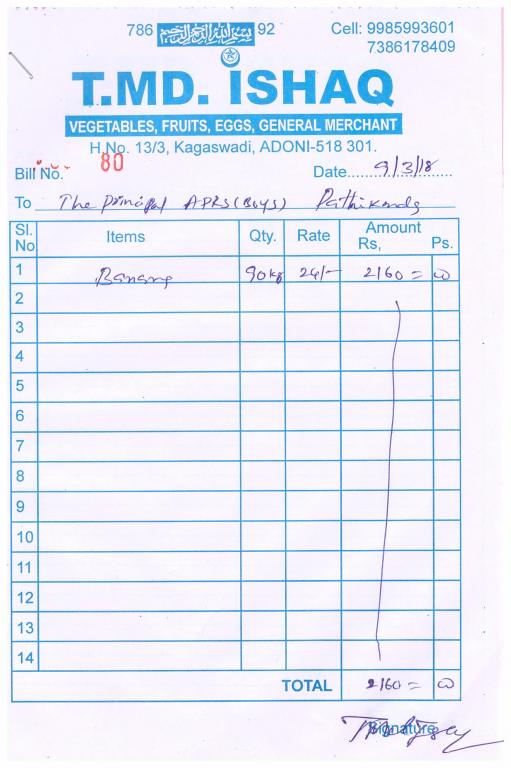 786 بسم الله الرحمن الرحيم 92
Cell: 9985993601
7386178409
T.MD. ISHAQ
VEGETABLES, FRUITS, EGGS, GENERAL MERCHANT
H.No. 13/3, Kagaswadi, ADONI-518 301.
Bill No. 80 Date 9/3/18
To The principal APRS (Boys) Pathikonda
Sl. No Items Qty. Rate Amount Rs, Ps.
1 Banana 90kg 24/- 2160 = 00
2
3
4
5
6
7
8
9
10
11
12
13
14
TOTAL 2160 = 00
Signature